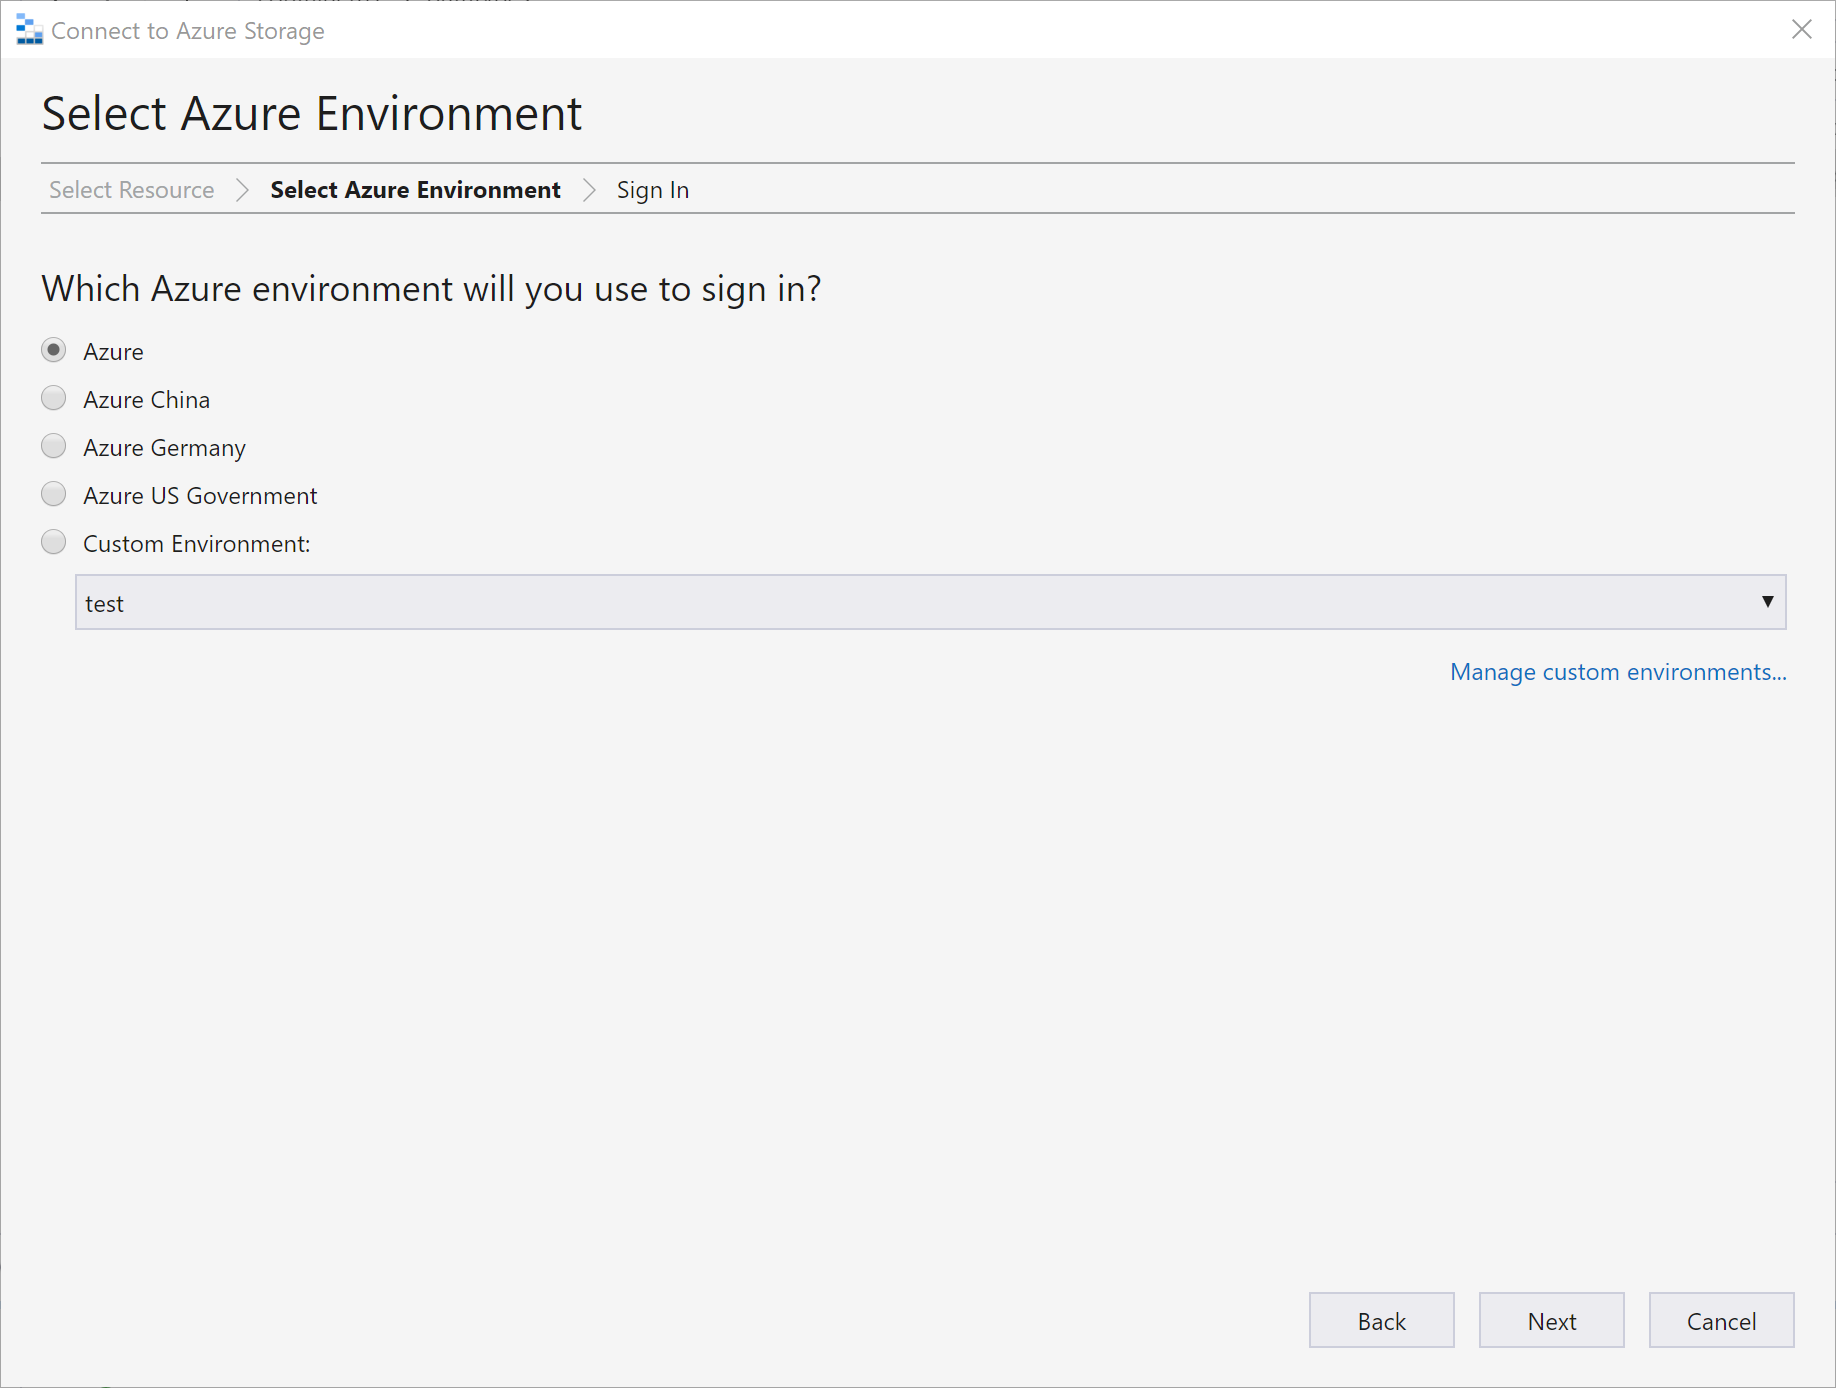 Connect to Azure Storage
Select Azure Environment
Select Resource Select Azure Environment Sign In
Which Azure environment will you use to sign in?
Azure
Azure China
Azure Germany
Azure US Government
Custom Environment:
test
Manage custom environments...
Back Next Cancel